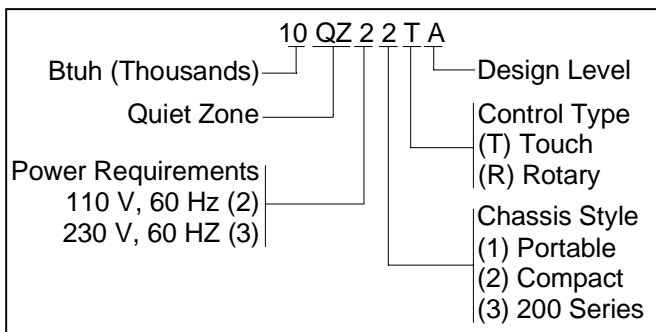 10 QZ 2 2 T A
Btuh (Thousands)
Quiet Zone
Power Requirements
110 V, 60 Hz (2)
230 V, 60 HZ (3)
Design Level
Control Type
(T) Touch
(R) Rotary
Chassis Style
(1) Portable
(2) Compact
(3) 200 Series